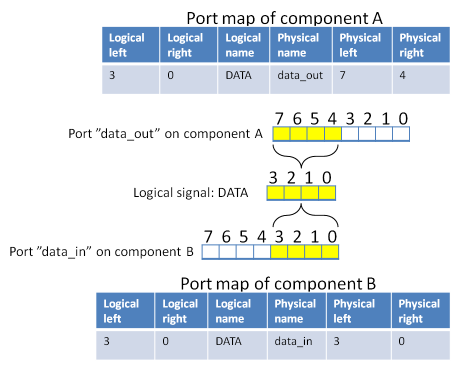 Port map of component A
Logical left Logical right Logical name Physical name Physical left Physical right
3 0 DATA data_out 7 4
7 6 5 4 3 2 1 0
Port ”data_out” on component A
3 2 1 0
Logical signal: DATA
7 6 5 4 3 2 1 0
Port ”data_in” on component B
Port map of component B
Logical left Logical right Logical name Physical name Physical left Physical right
3 0 DATA data_in 3 0